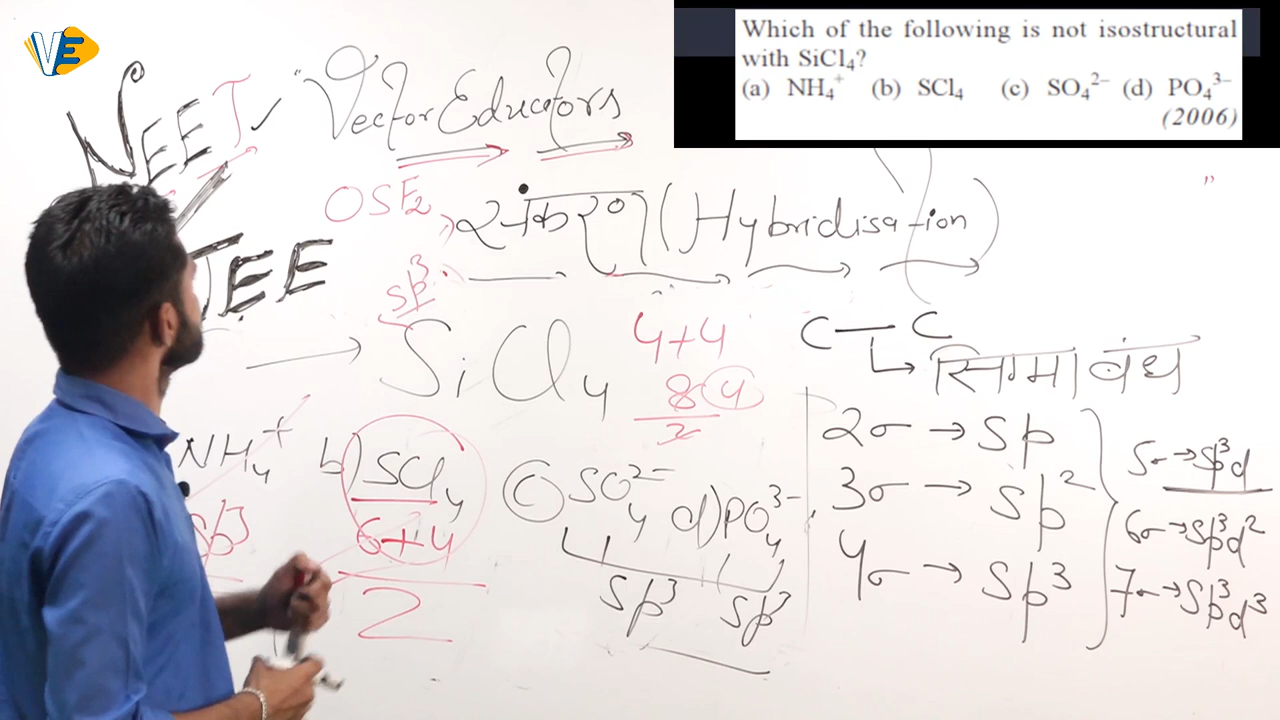 VE
Which of the following is not isostructural
with SiCl₄?
(a) NH₄⁺ (b) SCl₄ (c) SO₄²⁻ (d) PO₄³⁻
(2006)
NEET
"Vector Educators
"
JEE
OSF₂
संकरण (Hybridisation)
sp³
SiCl₄
4+4
8 4
2
C — C
सिग्मा बंध
NH₄⁺
b) SCl₄
c) SO₄²⁻
d) PO₄³⁻
sp³
6+4
2
sp³
sp³
2σ → sp
3σ → sp²
4σ → sp³
5σ → sp³d
6σ → sp³d²
7σ → sp³d³